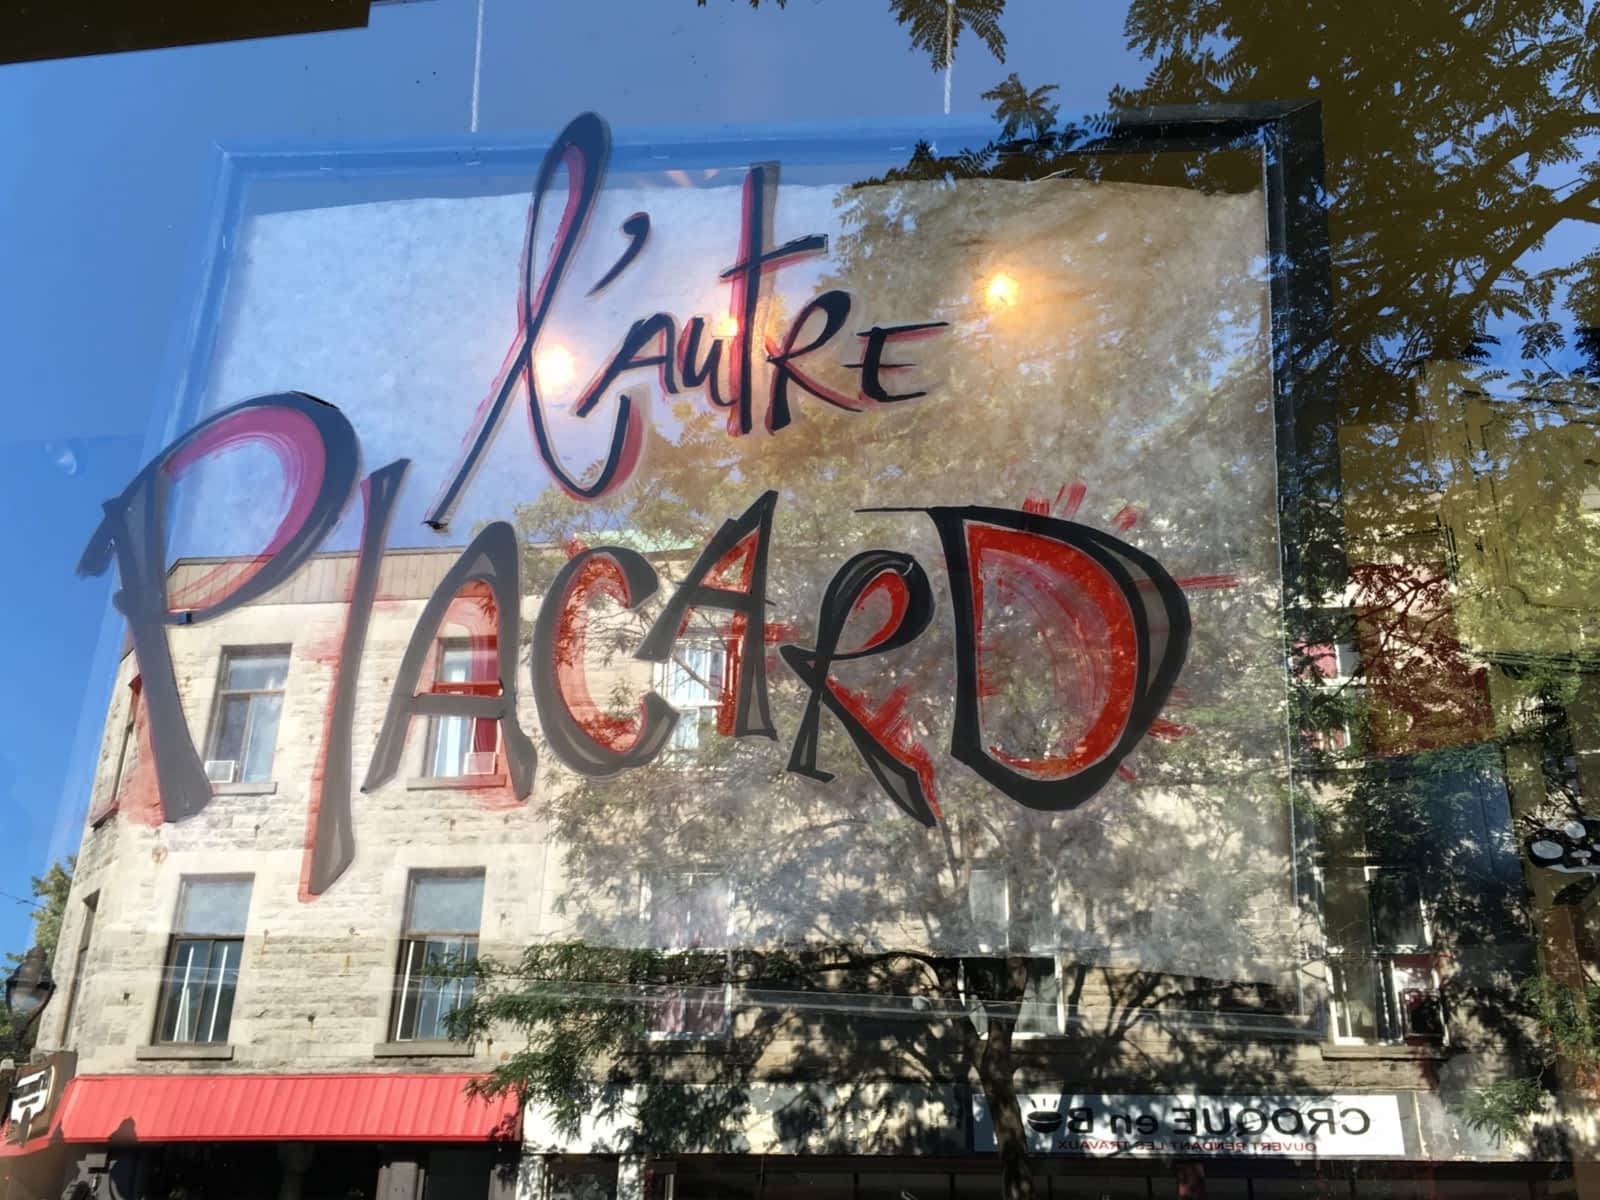 l'autre
PlACARD
CROQUE en B
OUVERT PENDANT LES TRAVAUX